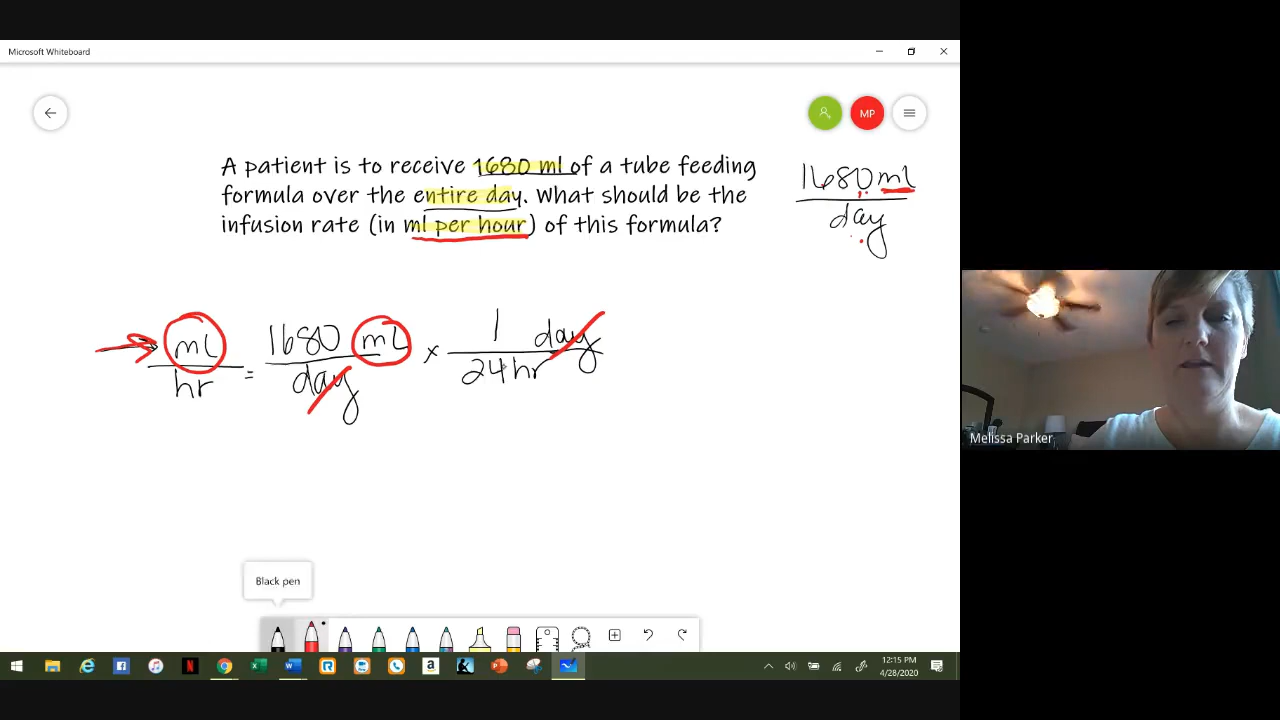 Microsoft Whiteboard
MP
A patient is to receive 1680 ml of a tube feeding
formula over the entire day. What should be the
infusion rate (in ml per hour) of this formula?
1680 ml
day
ml
hr
=
1680 ml
day
x
1 day
24 hr
Melissa Parker
Black pen
12:15 PM
4/28/2020